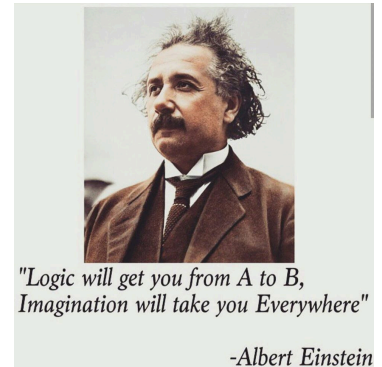 "Logic will get you from A to B,
Imagination will take you Everywhere"
-Albert Einstein